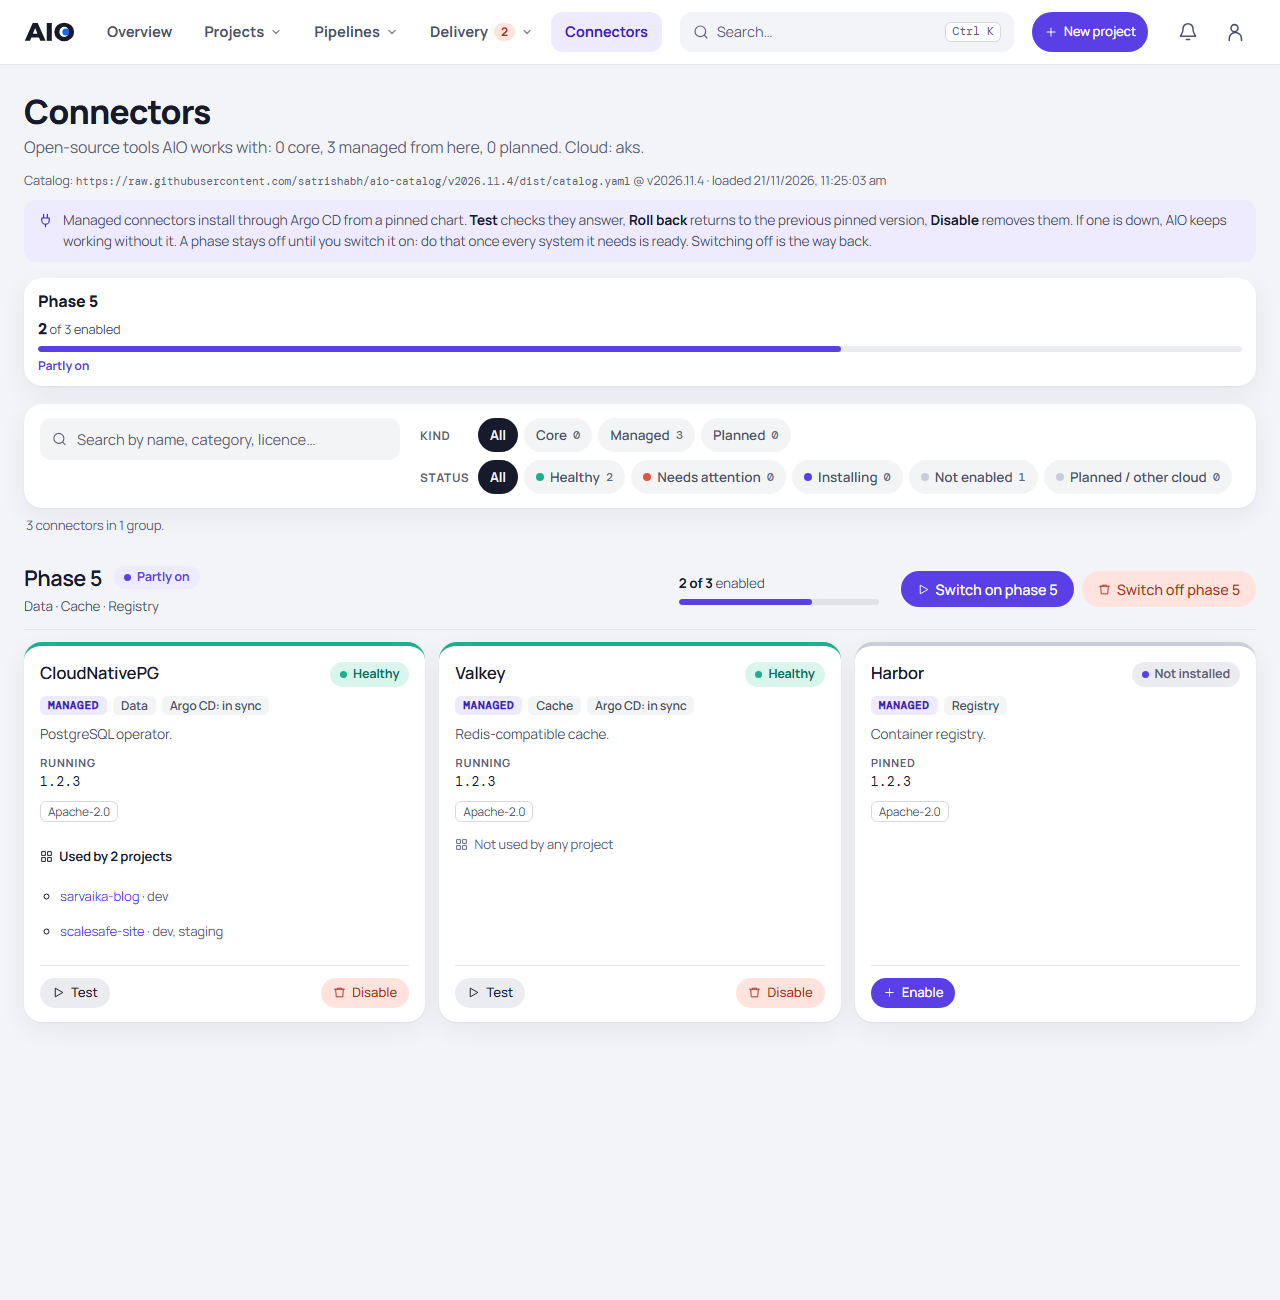 AIO Overview Projects Pipelines Delivery 2 Connectors Search... Ctrl K New project
Connectors
Open-source tools AIO works with: 0 core, 3 managed from here, 0 planned. Cloud: aks.
Catalog: https://raw.githubusercontent.com/satrishabh/aio-catalog/v2026.11.4/dist/catalog.yaml @ v2026.11.4 · loaded 21/11/2026, 11:25:03 am
Managed connectors install through Argo CD from a pinned chart. Test checks they answer, Roll back returns to the previous pinned version, Disable removes them. If one is down, AIO keeps
working without it. A phase stays off until you switch it on: do that once every system it needs is ready. Switching off is the way back.
Phase 5
2 of 3 enabled
Partly on
Search by name, category, licence...
KIND All Core 0 Managed 3 Planned 0
STATUS All Healthy 2 Needs attention 0 Installing 0 Not enabled 1 Planned / other cloud 0
3 connectors in 1 group.
Phase 5 Partly on
Data · Cache · Registry
2 of 3 enabled
Switch on phase 5 Switch off phase 5
CloudNativePG Healthy
MANAGED Data Argo CD: in sync
PostgreSQL operator.
RUNNING
1.2.3
Apache-2.0
Used by 2 projects
sarvaika-blog · dev
scalesafe-site · dev, staging
Test Disable
Valkey Healthy
MANAGED Cache Argo CD: in sync
Redis-compatible cache.
RUNNING
1.2.3
Apache-2.0
Not used by any project
Test Disable
Harbor Not installed
MANAGED Registry
Container registry.
PINNED
1.2.3
Apache-2.0
Enable